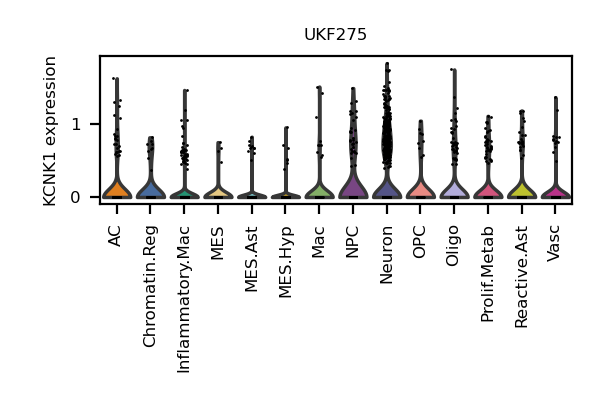 UKF275
KCNK1 expression
1
0
AC
Chromatin.Reg
Inflammatory.Mac
MES
MES.Ast
MES.Hyp
Mac
NPC
Neuron
OPC
Oligo
Prolif.Metab
Reactive.Ast
Vasc